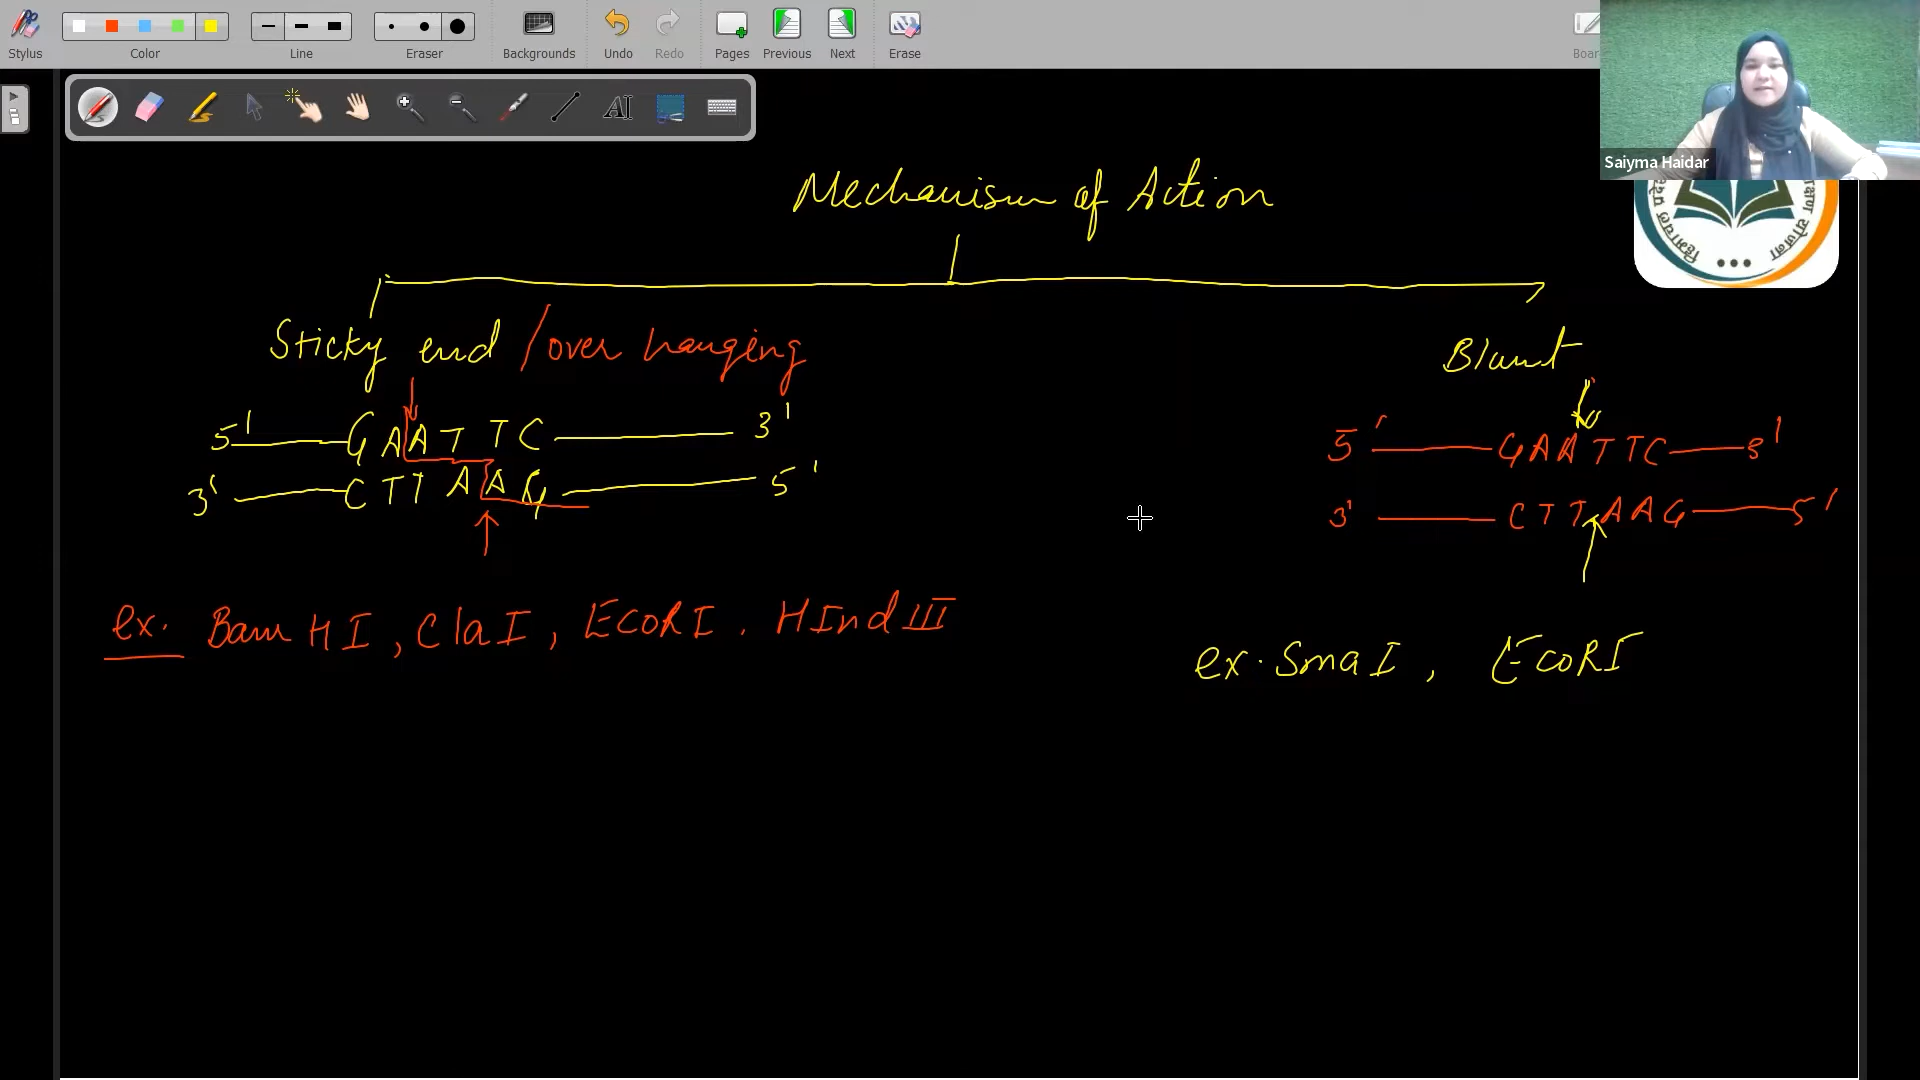 Stylus Color Line Eraser Backgrounds Undo Redo Pages Previous Next Erase Boar
AI
Saiyma Haidar
Mechanism of Action
Sticky end / over hanging
Blunt
5' GAATTC 3'
3' CTTAAG 5'
5' GAATTC 3'
3' CTTAAG 5'
ex. Bam HI, ClaI, ECORI. HIndIII
ex. SmaI, ECORI